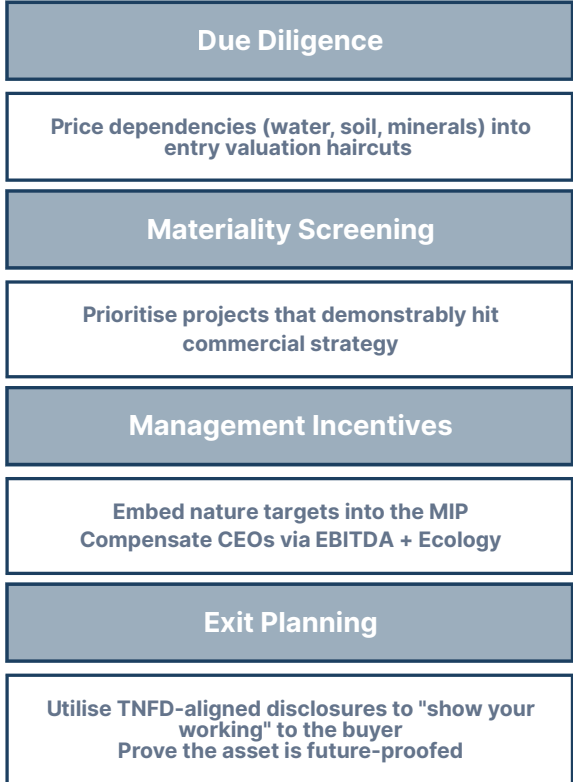 Due Diligence
Price dependencies (water, soil, minerals) into
entry valuation haircuts
Materiality Screening
Prioritise projects that demonstrably hit
commercial strategy
Management Incentives
Embed nature targets into the MIP
Compensate CEOs via EBITDA + Ecology
Exit Planning
Utilise TNFD-aligned disclosures to "show your
working" to the buyer
Prove the asset is future-proofed